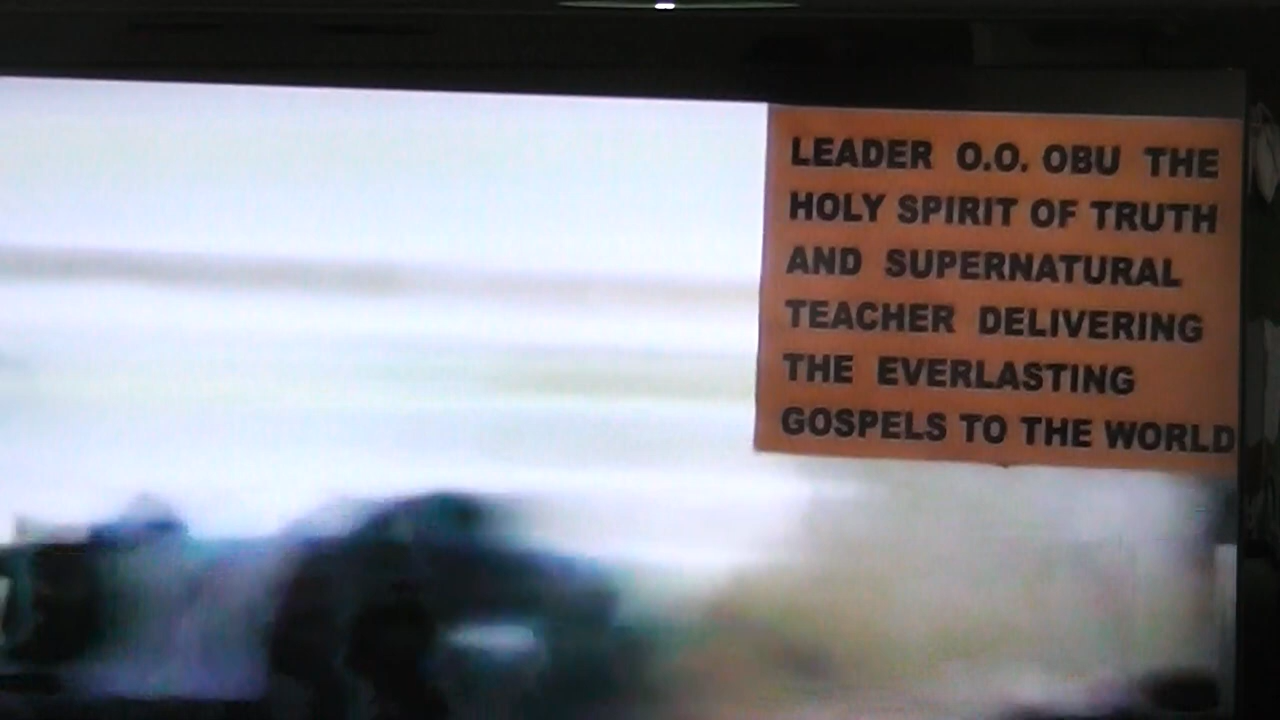 LEADER O.O. OBU THE
HOLY SPIRIT OF TRUTH
AND SUPERNATURAL
TEACHER DELIVERING
THE EVERLASTING
GOSPELS TO THE WORLD